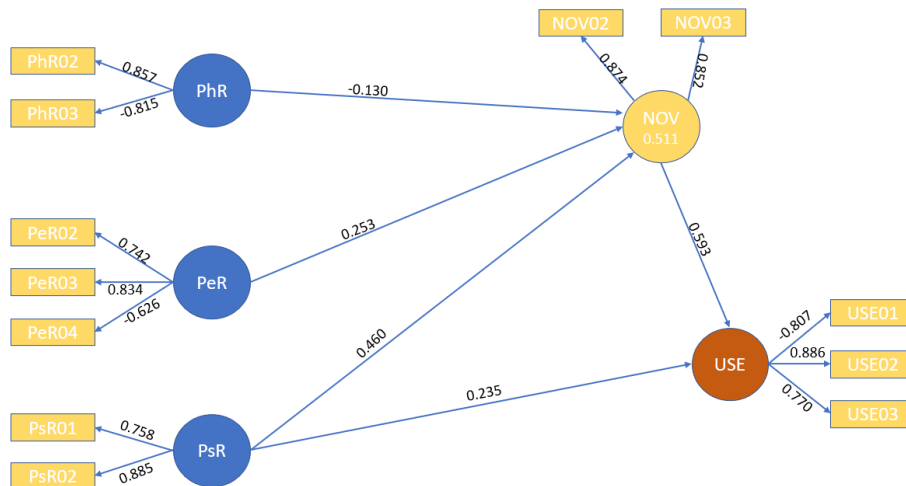 NOV02
NOV03
PhR02
0.857
PhR
PhR03
-0.815
-0.130
0.874
0.852
NOV
0.511
PeR02
0.742
PeR03
0.834
PeR
PeR04
-0.626
0.253
0.593
0.460
0.235
USE
-0.807
USE01
0.886
USE02
0.770
USE03
PsR01
0.758
PsR
PsR02
0.885